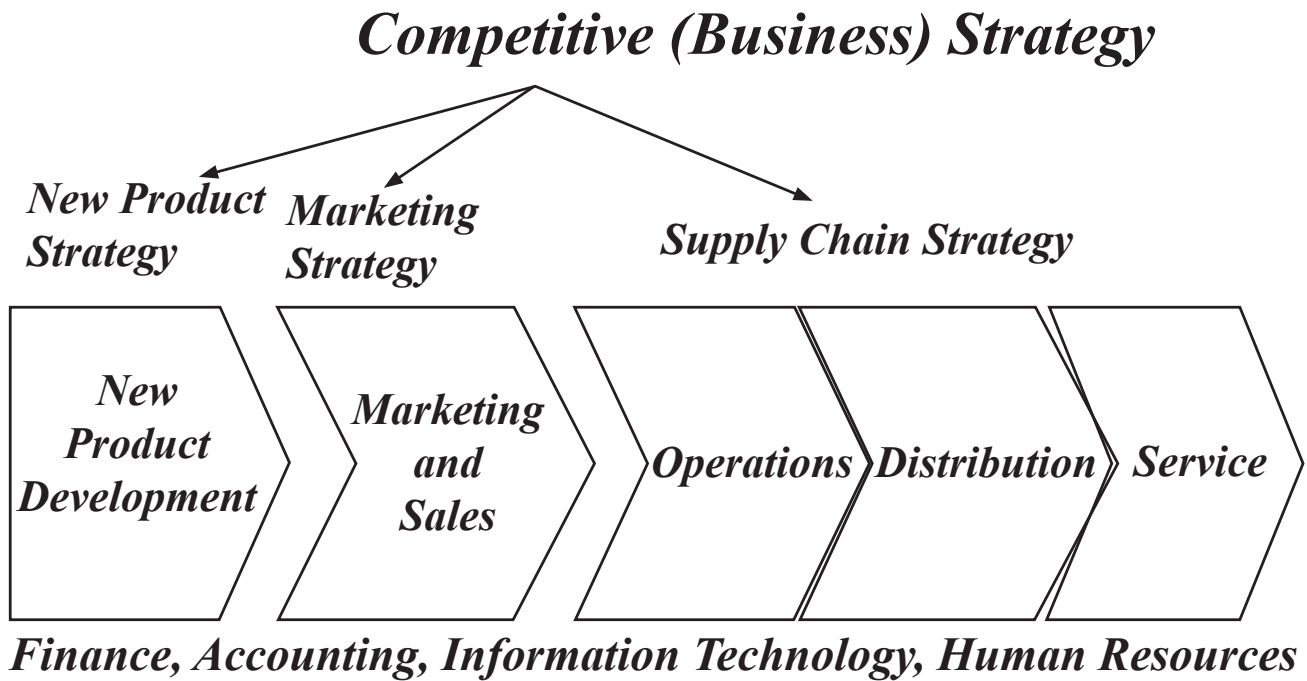 Competitive (Business) Strategy
New Product
Strategy
Marketing
Strategy
Supply Chain Strategy
New
Product
Development
Marketing
and
Sales
Operations
Distribution
Service
Finance, Accounting, Information Technology, Human Resources